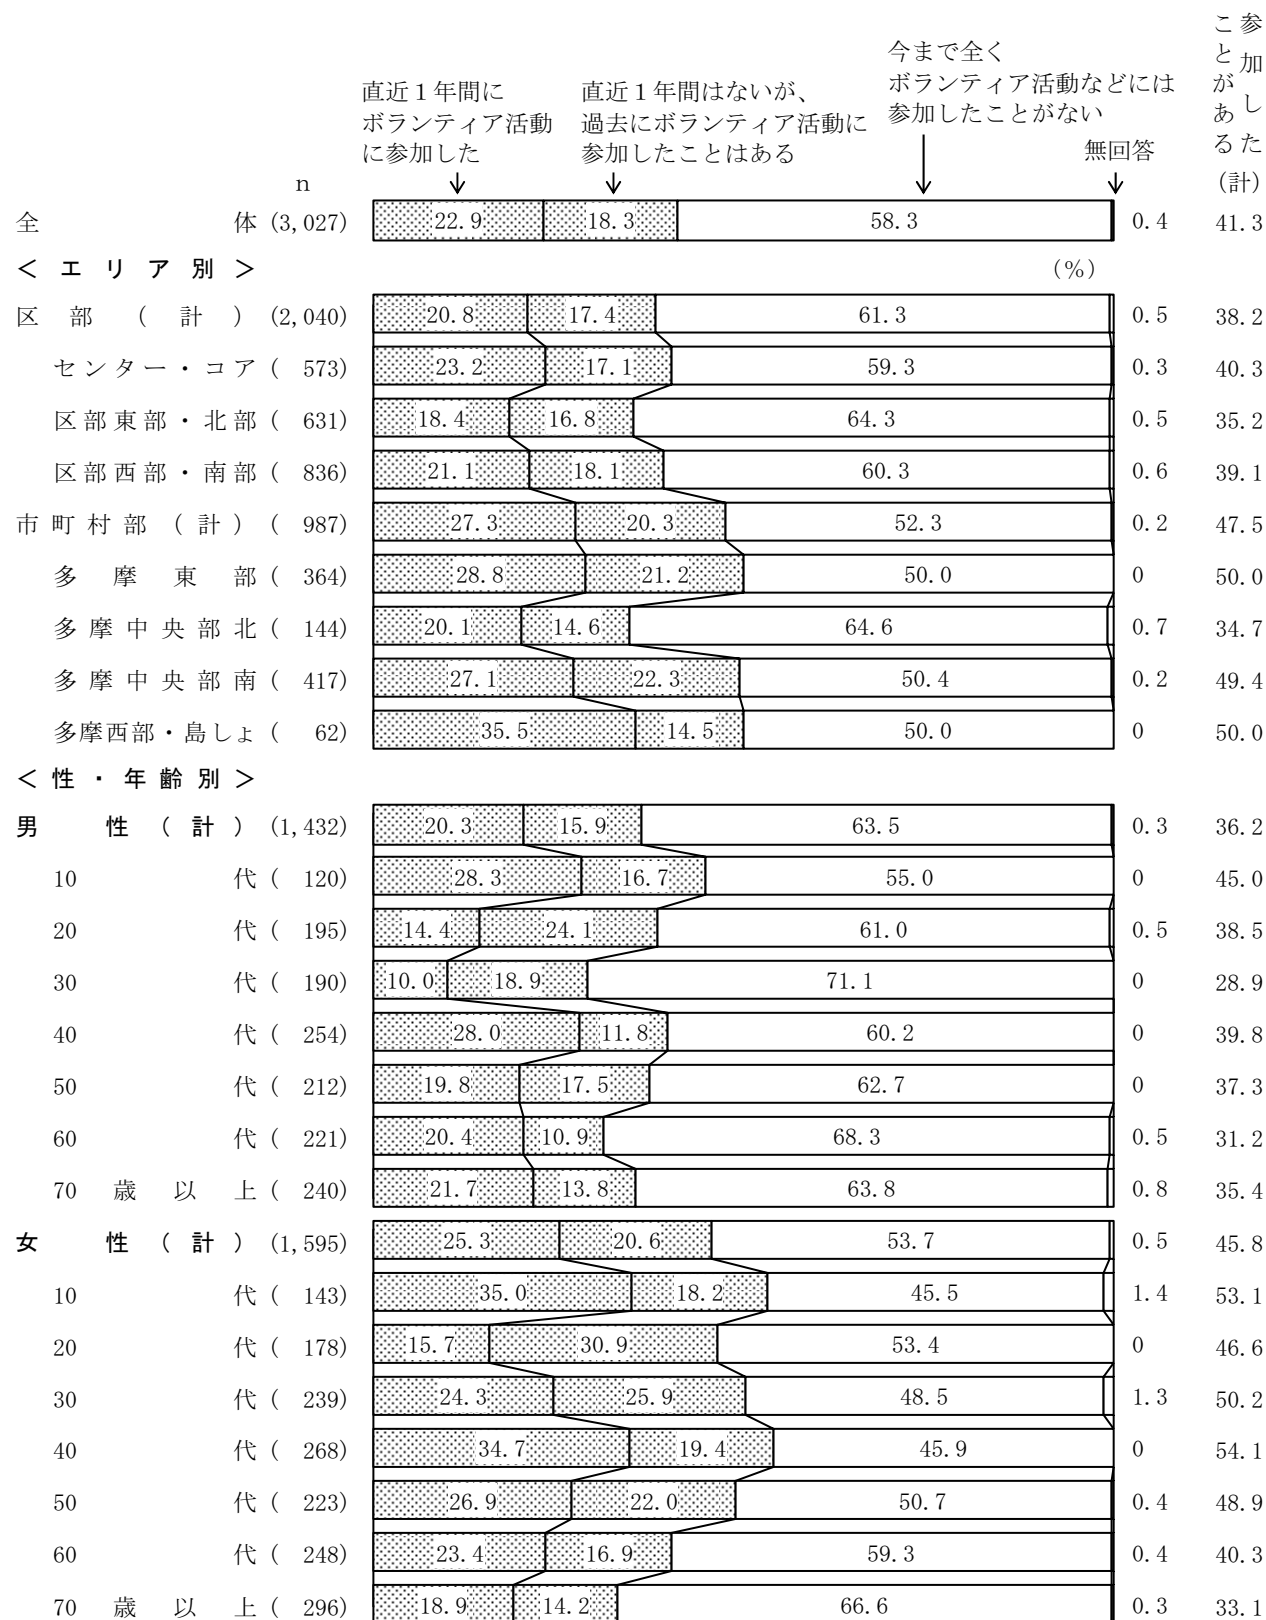 直近１年間に
ボランティア活動
に参加した
直近１年間はないが、
過去にボランティア活動に
参加したことはある
今まで全く
ボランティア活動などには
参加したことがない
無回答
参加した
ことがある
(計)
n
全体 (3,027) 22.9 18.3 58.3 0.4 41.3
＜エリア別＞ (％)
区部（計） (2,040) 20.8 17.4 61.3 0.5 38.2
センター・コア ( 573) 23.2 17.1 59.3 0.3 40.3
区部東部・北部 ( 631) 18.4 16.8 64.3 0.5 35.2
区部西部・南部 ( 836) 21.1 18.1 60.3 0.6 39.1
市町村部（計） ( 987) 27.3 20.3 52.3 0.2 47.5
多摩東部 ( 364) 28.8 21.2 50.0 0 50.0
多摩中央部北 ( 144) 20.1 14.6 64.6 0.7 34.7
多摩中央部南 ( 417) 27.1 22.3 50.4 0.2 49.4
多摩西部・島しょ ( 62) 35.5 14.5 50.0 0 50.0
＜性・年齢別＞
男性（計） (1,432) 20.3 15.9 63.5 0.3 36.2
10代 ( 120) 28.3 16.7 55.0 0 45.0
20代 ( 195) 14.4 24.1 61.0 0.5 38.5
30代 ( 190) 10.0 18.9 71.1 0 28.9
40代 ( 254) 28.0 11.8 60.2 0 39.8
50代 ( 212) 19.8 17.5 62.7 0 37.3
60代 ( 221) 20.4 10.9 68.3 0.5 31.2
70歳以上 ( 240) 21.7 13.8 63.8 0.8 35.4
女性（計） (1,595) 25.3 20.6 53.7 0.5 45.8
10代 ( 143) 35.0 18.2 45.5 1.4 53.1
20代 ( 178) 15.7 30.9 53.4 0 46.6
30代 ( 239) 24.3 25.9 48.5 1.3 50.2
40代 ( 268) 34.7 19.4 45.9 0 54.1
50代 ( 223) 26.9 22.0 50.7 0.4 48.9
60代 ( 248) 23.4 16.9 59.3 0.4 40.3
70歳以上 ( 296) 18.9 14.2 66.6 0.3 33.1